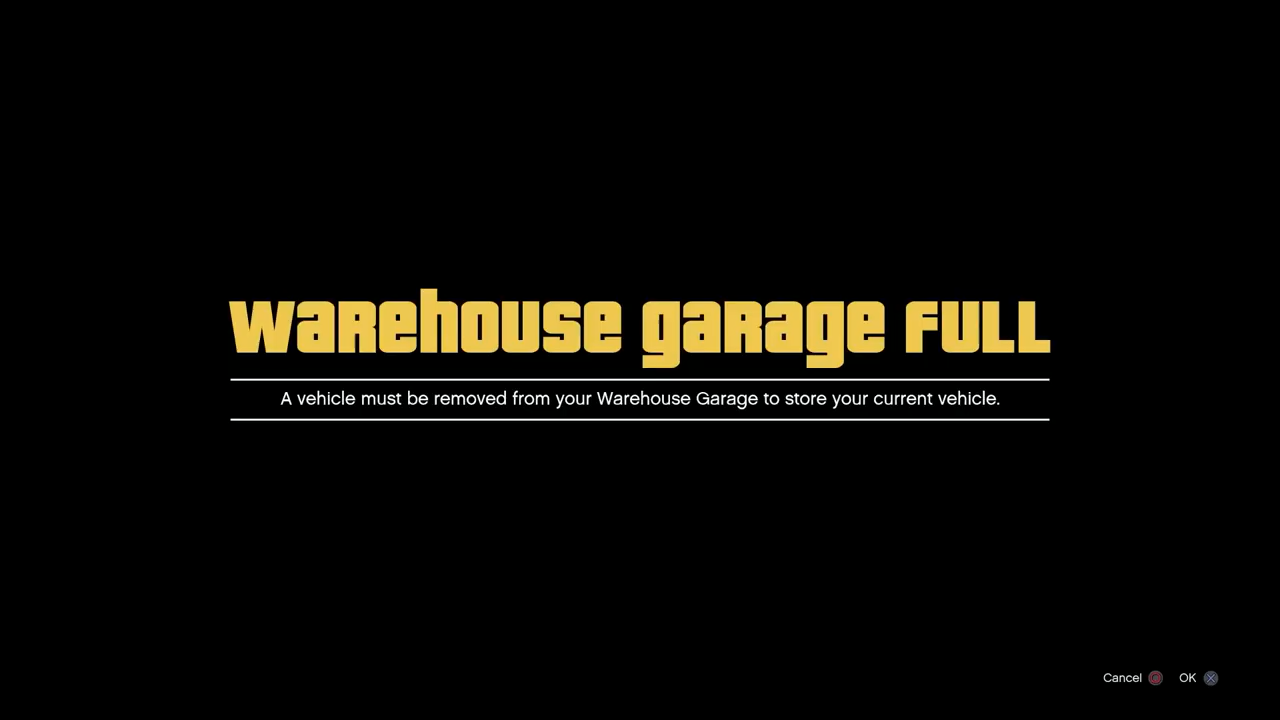 warehouse garage FULL
A vehicle must be removed from your Warehouse Garage to store your current vehicle.
Cancel OK